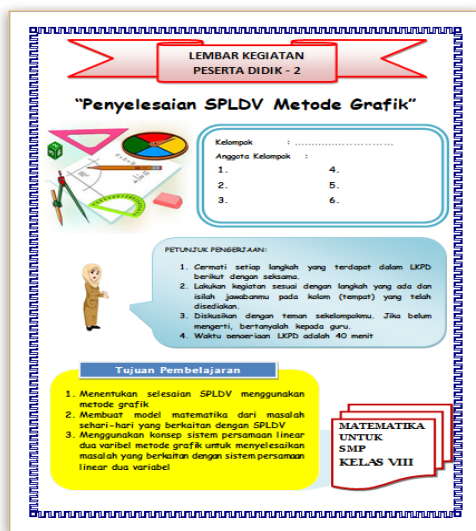 LEMBAR KEGIATAN
PESERTA DIDIK - 2
“Penyelesaian SPLDV Metode Grafik”
Kelompok : ..............................
Anggota Kelompok :
1. 4.
2. 5.
3. 6.
PETUNJUK PENGERJAAN:
1. Cermati setiap langkah yang terdapat dalam LKPD
berikut dengan seksama.
2. Lakukan kegiatan sesuai dengan langkah yang ada dan
isilah jawabanmu pada kolom (tempat) yang telah
disediakan.
3. Diskusikan dengan teman sekelompokmu. Jika belum
mengerti, bertanyalah kepada guru.
4. Waktu pengerjaan LKPD adalah 40 menit
Tujuan Pembelajaran
1. Menentukan selesaian SPLDV menggunakan
metode grafik
2. Membuat model matematika dari masalah
sehari-hari yang berkaitan dengan SPLDV
3. Menggunakan konsep sistem persamaan linear
dua varibel metode grafik untuk menyelesaikan
masalah yang berkaitan dengan sistem persamaan
linear dua variabel
MATEMATIKA
UNTUK
SMP
KELAS VIII